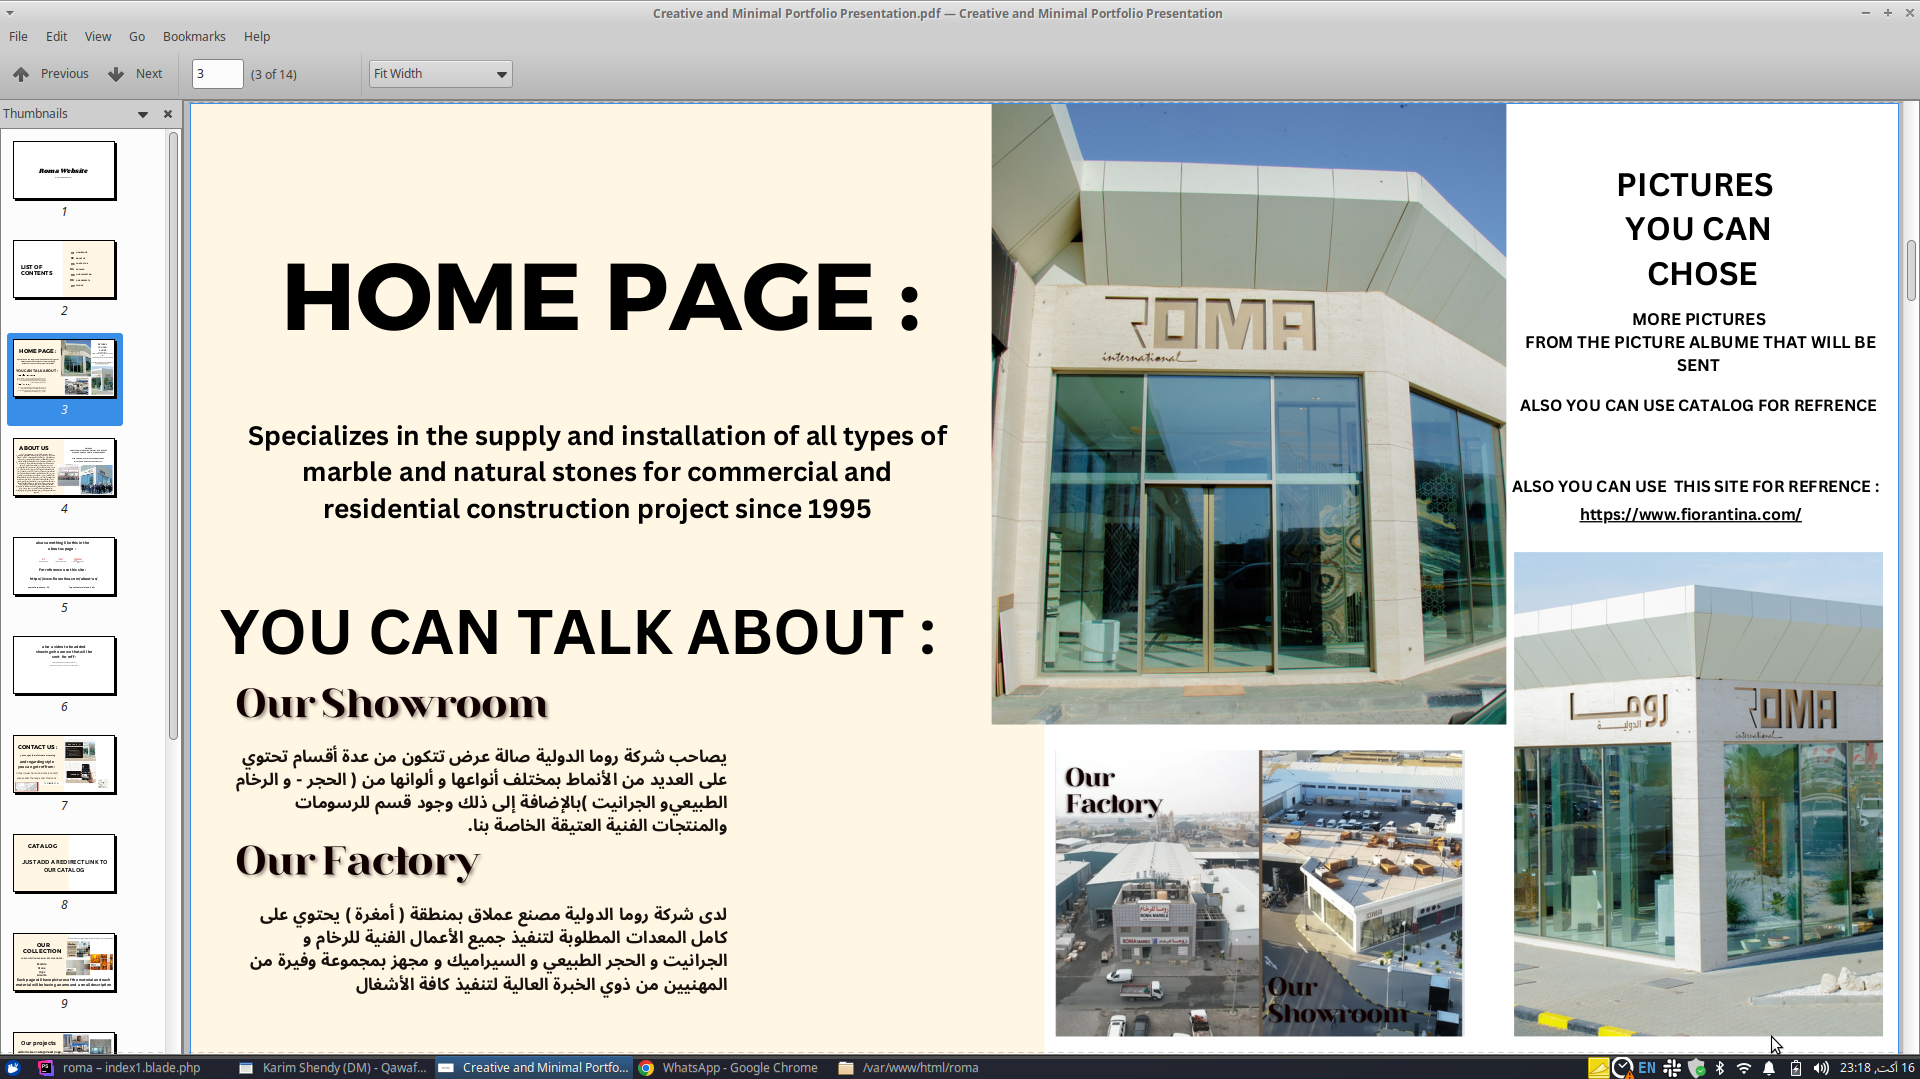 Creative and Minimal Portfolio Presentation.pdf — Creative and Minimal Portfolio Presentation
File Edit View Go Bookmarks Help
Previous Next 3 (3 of 14) Fit Width
Thumbnails
Roma Website
1
LIST OF
CONTENTS
2
HOME PAGE :
YOU CAN TALK ABOUT :
3
ABOUT US
4
5
6
CONTACT US :
7
CATALOG
JUST ADD A REDIRECT LINK TO
OUR CATALOG
8
OUR
COLLECTION
9
Our projects
HOME PAGE :
Specializes in the supply and installation of all types of
marble and natural stones for commercial and
residential construction project since 1995
YOU CAN TALK ABOUT :
Our Showroom
يصاحب شركة روما الدولية صالة عرض تتكون من عدة أقسام تحتوي
على العديد من الأنماط بمختلف أنواعها و ألوانها من ( الحجر - و الرخام
الطبيعيو الجرانيت )بالإضافة إلى ذلك وجود قسم للرسومات
والمنتجات الفنية العتيقة الخاصة بنا.
Our Factory
لدى شركة روما الدولية مصنع عملاق بمنطقة ( أمغرة ) يحتوي على
كامل المعدات المطلوبة لتنفيذ جميع الأعمال الفنية للرخام و
الجرانيت و الحجر الطبيعي و السيراميك و مجهز بمجموعة وفيرة من
المهنيين من ذوي الخبرة العالية لتنفيذ كافة الأشغال
ROMA
international
PICTURES
YOU CAN
CHOSE
MORE PICTURES
FROM THE PICTURE ALBUME THAT WILL BE
SENT
ALSO YOU CAN USE CATALOG FOR REFRENCE
ALSO YOU CAN USE THIS SITE FOR REFRENCE :
https://www.fiorantina.com/
روما
الدولية
ROMA
international
Our
Factory
روما للرخام
ROMA MARBLE
ROMA MARBLE
Our
Showroom
roma – index1.blade.php
Karim Shendy (DM) - Qawaf...
Creative and Minimal Portfo...
WhatsApp - Google Chrome
/var/www/html/roma
EN
16 أكت, 23:18